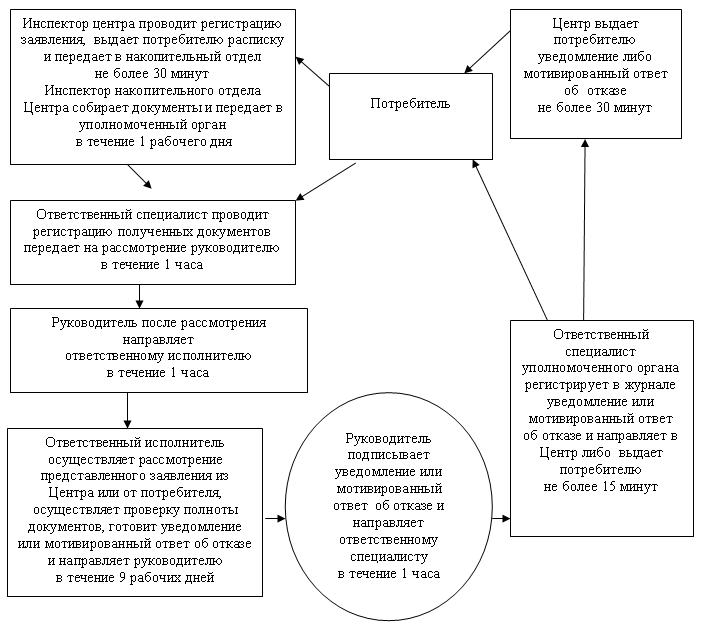 Инспектор центра проводит регистрацию
заявления, выдает потребителю расписку
и передает в накопительный отдел
не более 30 минут
Инспектор накопительного отдела
Центра собирает документы и передает в
уполномоченный орган
в течение 1 рабочего дня
Потребитель
Центр выдает
потребителю
уведомление либо
мотивированный ответ
об отказе
не более 30 минут
Ответственный специалист проводит
регистрацию полученных документов
передает на рассмотрение руководителю
в течение 1 часа
Руководитель после рассмотрения
направляет
ответственному исполнителю
в течение 1 часа
Ответственный исполнитель
осуществляет рассмотрение
представленного заявления из
Центра или от потребителя,
осуществляет проверку полноты
документов, готовит уведомление
или мотивированный ответ об отказе
и направляет руководителю
в течение 9 рабочих дней
Руководитель
подписывает
уведомление или
мотивированный
ответ об отказе и
направляет
ответственному
специалисту
в течение 1 часа
Ответственный
специалист
уполномоченного органа
регистрирует в журнале
уведомление или
мотивированный ответ
об отказе и направляет в
Центр либо выдает
потребителю
не более 15 минут